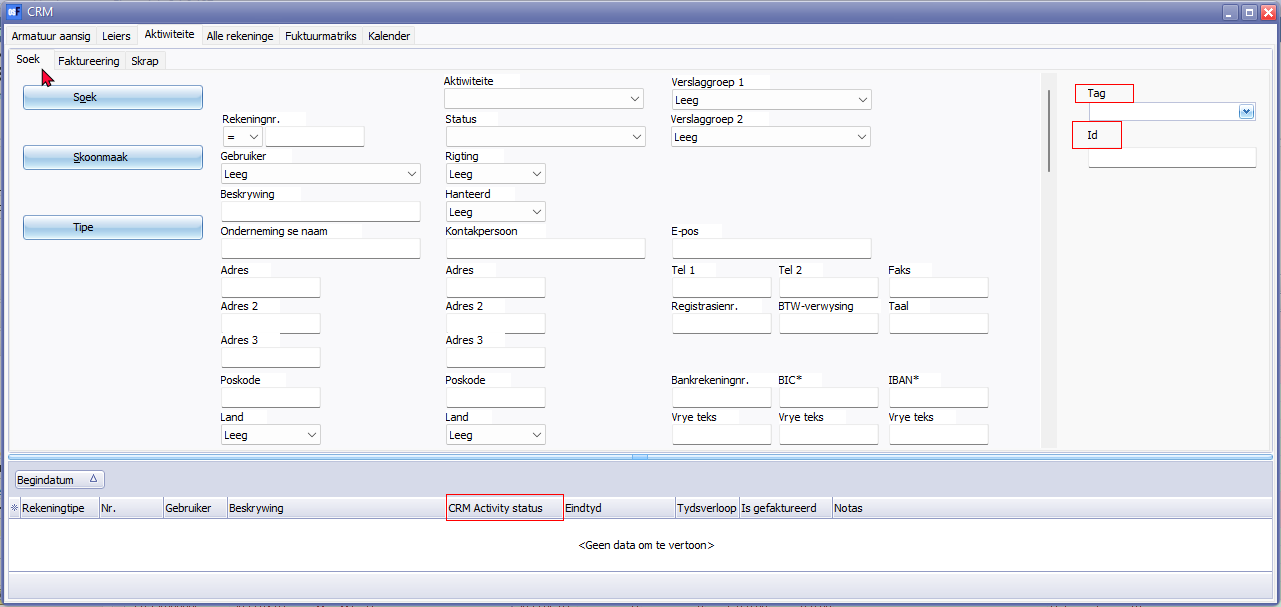 CRM
Armatuur aansig Leiers Aktiwiteite Alle rekeninge Fuktuurmatriks Kalender
Soek Faktureering Skrap
Soek
Skoonmaak
Tipe
Aktiwiteite
Verslaggroep 1
Leeg
Rekeningnr.
=
Status
Verslaggroep 2
Leeg
Gebruiker
Leeg
Rigting
Leeg
Beskrywing
Hanteerd
Leeg
Onderneming se naam
Kontakpersoon
E-pos
Adres
Adres
Tel 1
Tel 2
Faks
Adres 2
Adres 2
Registrasienr.
BTW-verwysing
Taal
Adres 3
Adres 3
Poskode
Poskode
Bankrekeningnr.
BIC*
IBAN*
Land
Leeg
Land
Leeg
Vrye teks
Vrye teks
Vrye teks
Tag
Id
Begindatum
Rekeningtipe Nr. Gebruiker Beskrywing CRM Activity status Eindtyd Tydsverloop Is gefaktureerd Notas
<Geen data om te vertoon>